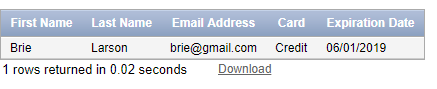 First Name Last Name Email Address Card Expiration Date
Brie Larson brie@gmail.com Credit 06/01/2019
1 rows returned in 0.02 seconds Download